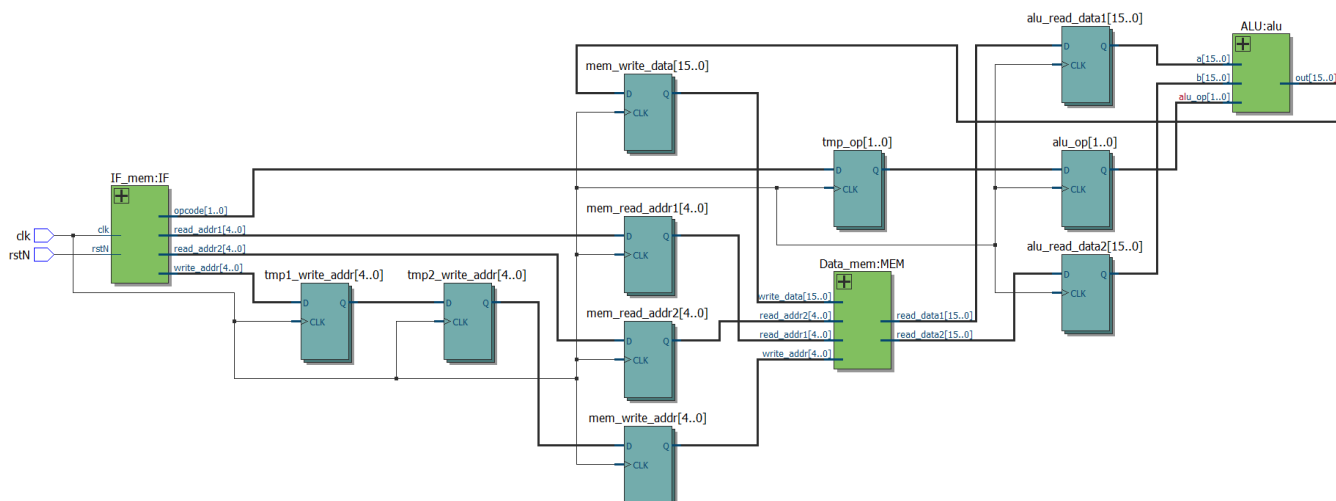 alu_read_data1[15..0]
D
Q
CLK
ALU:alu
a[15..0]
b[15..0]
alu_op[1..0]
out[15..0]
mem_write_data[15..0]
D
Q
CLK
tmp_op[1..0]
D
Q
CLK
alu_op[1..0]
D
Q
CLK
IF_mem:IF
clk
rstN
opcode[1..0]
read_addr1[4..0]
read_addr2[4..0]
write_addr[4..0]
clk
rstN
mem_read_addr1[4..0]
D
Q
CLK
tmp1_write_addr[4..0]
D
Q
CLK
tmp2_write_addr[4..0]
D
Q
CLK
alu_read_data2[15..0]
D
Q
CLK
Data_mem:MEM
write_data[15..0]
read_addr2[4..0]
read_addr1[4..0]
write_addr[4..0]
read_data1[15..0]
read_data2[15..0]
mem_read_addr2[4..0]
D
Q
CLK
mem_write_addr[4..0]
D
Q
CLK